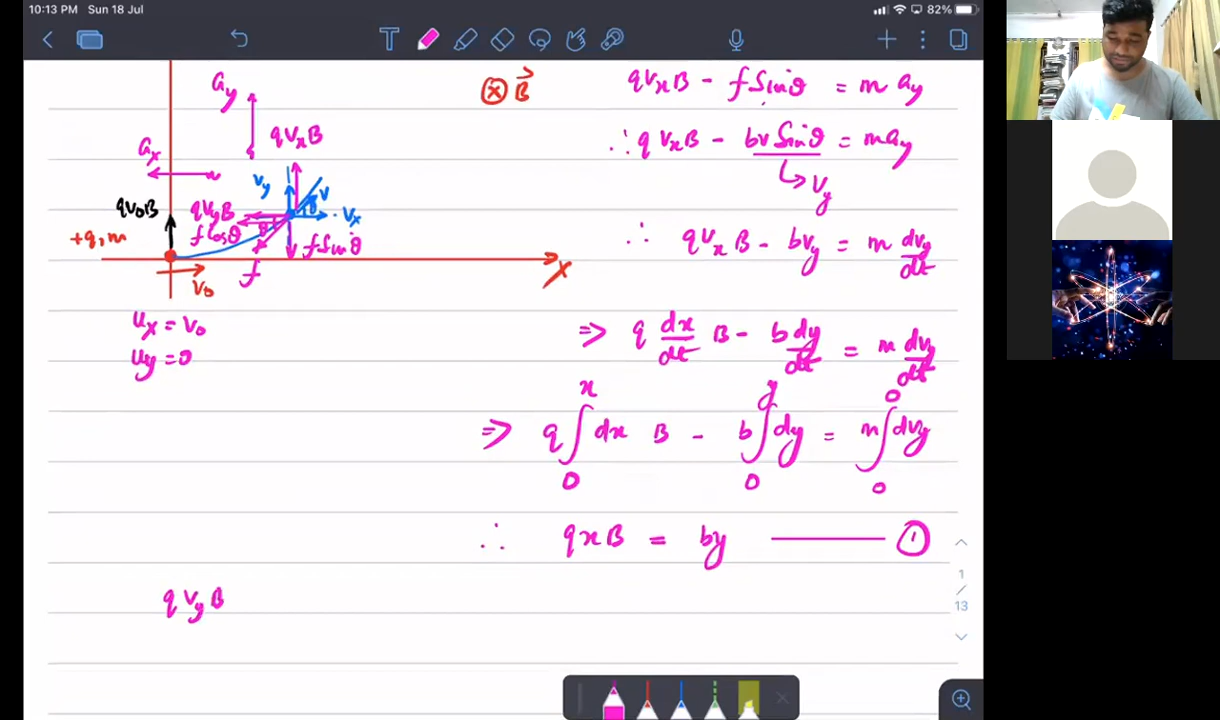 10:13 PM Sun 18 Jul
82%
a⃗y
qVxB
ax
qV₀B
Vy
V
Vx
θ
qVyB
f Cosθ
θ
f Sinθ
+q, m
f
V₀
X
⊗ B⃗
ux = V₀
uy = 0
qVxB - f Sinθ = m ay
∴ q VxB - bv Sinθ = m ay
↳ Vy
∴ qVxB - bVy = m dVy/dt
⇒ q dx/dt B - b dy/dt = m dVy/dt
⇒ q ∫₀ˣ dx B - b ∫₀ʸ dy = m ∫₀⁰ dVy
∴ qxB = by ——— ①
qVyB
1
/
13